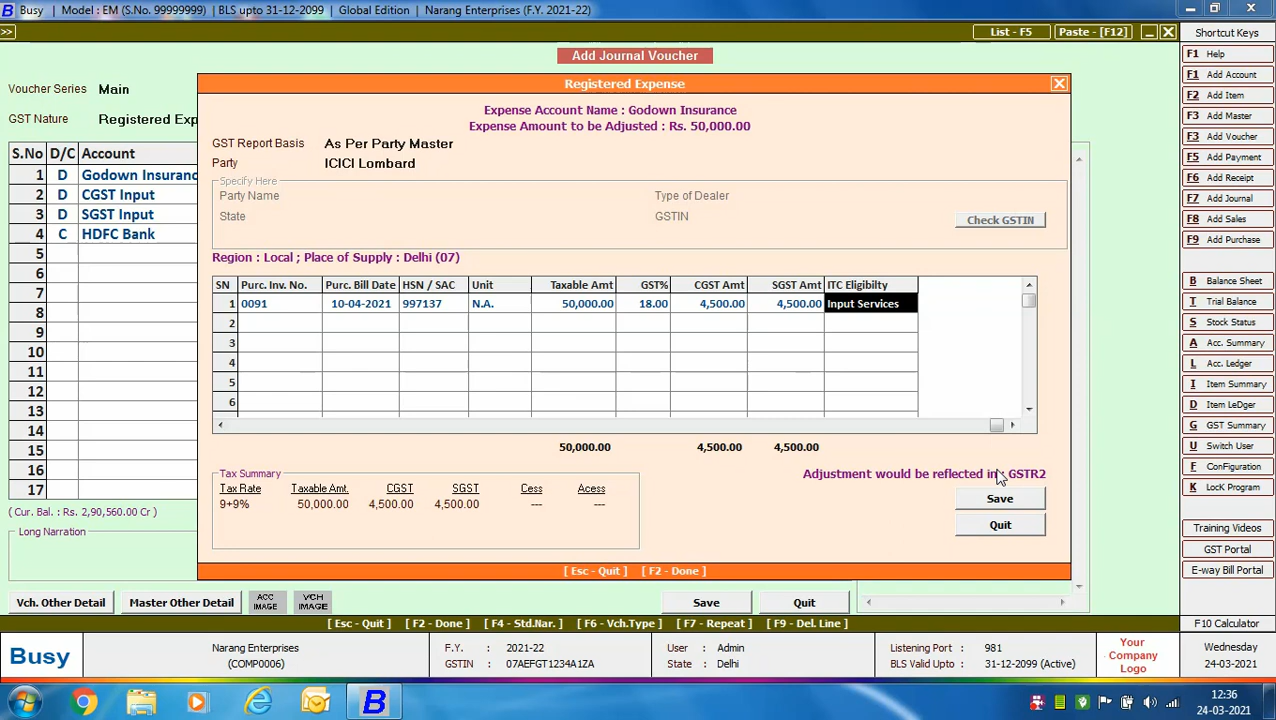 Busy | Model : EM (S.No. 99999999) | BLS upto 31-12-2099 | Global Edition | Narang Enterprises (F.Y. 2021-22)
>> List - F5 Paste - [F12]
Add Journal Voucher
Voucher Series Main
GST Nature Registered Exp
S.No D/C Account
1 D Godown Insuranc
2 D CGST Input
3 D SGST Input
4 C HDFC Bank
5
6
7
8
9
10
11
12
13
14
15
16
17
( Cur. Bal. : Rs. 2,90,560.00 Cr )
Long Narration
Registered Expense
Expense Account Name : Godown Insurance
Expense Amount to be Adjusted : Rs. 50,000.00
GST Report Basis As Per Party Master
Party ICICI Lombard
Specify Here
Party Name Type of Dealer
State GSTIN Check GSTIN
Region : Local ; Place of Supply : Delhi (07)
SN Purc. Inv. No. Purc. Bill Date HSN / SAC Unit Taxable Amt GST% CGST Amt SGST Amt ITC Eligibilty
1 0091 10-04-2021 997137 N.A. 50,000.00 18.00 4,500.00 4,500.00 Input Services
2
3
4
5
6
50,000.00 4,500.00 4,500.00
Tax Summary
Tax Rate Taxable Amt. CGST SGST Cess Acess
9+9% 50,000.00 4,500.00 4,500.00 --- ---
Adjustment would be reflected in : GSTR2
Save
Quit
[ Esc - Quit ] [ F2 - Done ]
Vch. Other Detail Master Other Detail ACC IMAGE VCH IMAGE Save Quit
[ Esc - Quit ] [ F2 - Done ] [ F4 - Std.Nar. ] [ F6 - Vch.Type ] [ F7 - Repeat ] [ F9 - Del. Line ]
Shortcut Keys
F1 Help
F1 Add Account
F2 Add Item
F3 Add Master
F3 Add Voucher
F5 Add Payment
F6 Add Receipt
F7 Add Journal
F8 Add Sales
F9 Add Purchase
B Balance Sheet
T Trial Balance
S Stock Status
A Acc. Summary
L Acc. Ledger
I Item Summary
D Item LeDger
G GST Summary
U Switch User
F ConFiguration
K LocK Program
Training Videos
GST Portal
E-way Bill Portal
F10 Calculator
Busy
Narang Enterprises
(COMP0006)
F.Y. : 2021-22
GSTIN : 07AEFGT1234A1ZA
User : Admin
State : Delhi
Listening Port : 981
BLS Valid Upto : 31-12-2099 (Active)
Your
Company
Logo
Wednesday
24-03-2021
12:36
24-03-2021